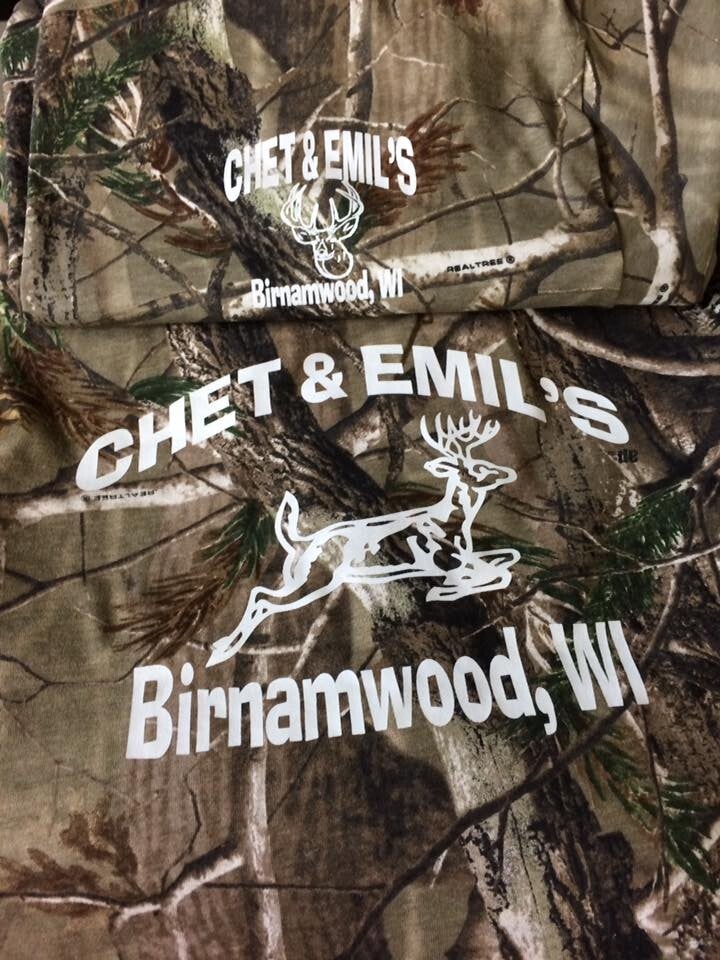 CHET & EMIL'S
Birnamwood, WI
REALTREE®
CHET & EMIL'S
REALTREE®
Birnamwood, WI